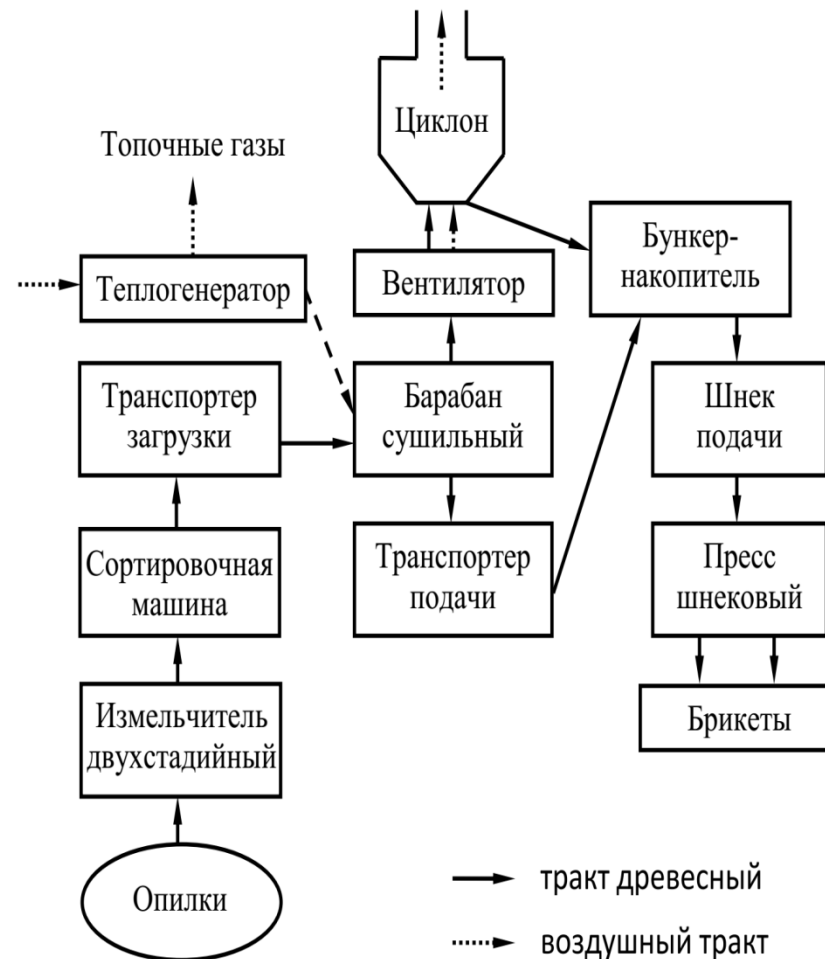 Циклон
Топочные газы
Бункер-
накопитель
Теплогенератор
Вентилятор
Транспортер
загрузки
Барабан
сушильный
Шнек
подачи
Сортировочная
машина
Транспортер
подачи
Пресс
шнековый
Измельчитель
двухстадийный
Брикеты
Опилки
тракт древесный
воздушный тракт